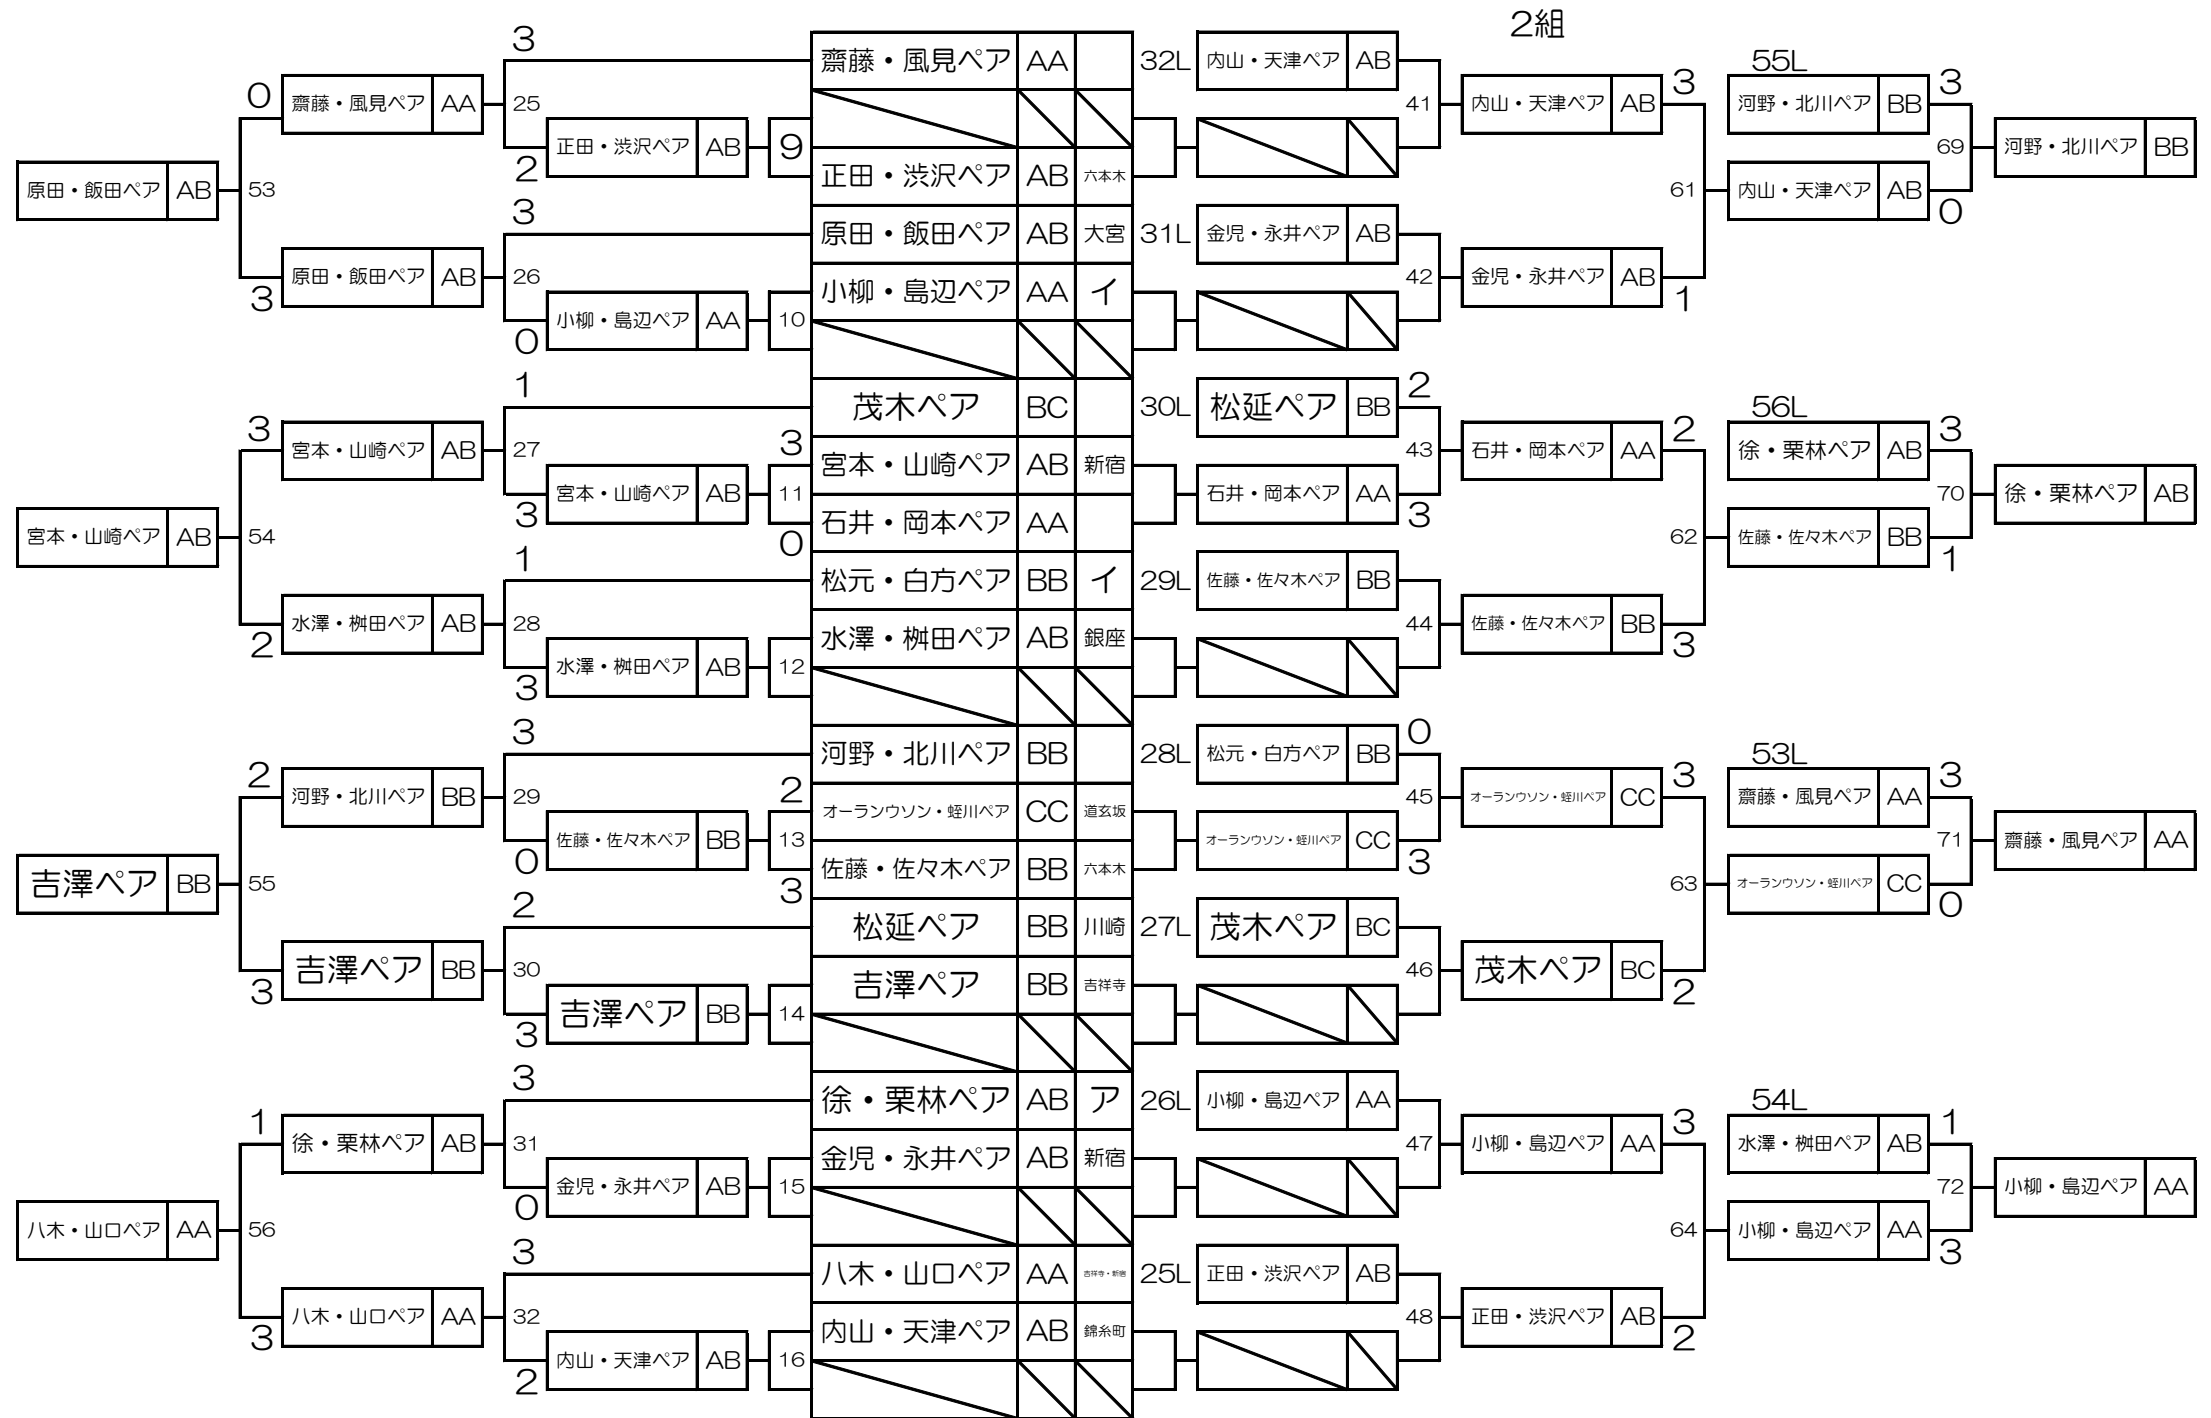 2組
3
齋藤・風見ペア AA
32L 内山・天津ペア AB
55L
0 齋藤・風見ペア AA 25
41 内山・天津ペア AB 3
河野・北川ペア BB 3
2 正田・渋沢ペア AB 9
69 河野・北川ペア BB
原田・飯田ペア AB 53
正田・渋沢ペア AB 六本木
61 内山・天津ペア AB 0
3
原田・飯田ペア AB 大宮
31L 金児・永井ペア AB
3 原田・飯田ペア AB 26
42 金児・永井ペア AB 1
小柳・島辺ペア AA イ
0 小柳・島辺ペア AA 10
1
茂木ペア BC
30L 松延ペア BB 2
56L
3 宮本・山崎ペア AB 27
3
宮本・山崎ペア AB 新宿
43 石井・岡本ペア AA 2
徐・栗林ペア AB 3
3 宮本・山崎ペア AB 11
石井・岡本ペア AA 3
70 徐・栗林ペア AB
0
石井・岡本ペア AA
宮本・山崎ペア AB 54
62 佐藤・佐々木ペア BB 1
1
松元・白方ペア BB イ
29L 佐藤・佐々木ペア BB
2 水澤・桝田ペア AB 28
水澤・桝田ペア AB 銀座
44 佐藤・佐々木ペア BB 3
3 水澤・桝田ペア AB 12
3
河野・北川ペア BB
28L 松元・白方ペア BB 0
53L
2 河野・北川ペア BB 29
2
オーランウソン・蛭川ペア CC 道玄坂
45 オーランウソン・蛭川ペア CC 3
齋藤・風見ペア AA 3
0 佐藤・佐々木ペア BB 13
オーランウソン・蛭川ペア CC 3
71 齋藤・風見ペア AA
3
佐藤・佐々木ペア BB 六本木
吉澤ペア BB 55
63 オーランウソン・蛭川ペア CC 0
2
松延ペア BB 川崎
27L 茂木ペア BC
3 吉澤ペア BB 30
吉澤ペア BB 吉祥寺
46 茂木ペア BC 2
3 吉澤ペア BB 14
3
徐・栗林ペア AB ア
26L 小柳・島辺ペア AA
54L
1 徐・栗林ペア AB 31
金児・永井ペア AB 新宿
47 小柳・島辺ペア AA 3
水澤・桝田ペア AB 1
0 金児・永井ペア AB 15
72 小柳・島辺ペア AA
八木・山口ペア AA 56
64 小柳・島辺ペア AA 3
3
八木・山口ペア AA 吉祥寺・新宿
25L 正田・渋沢ペア AB
3 八木・山口ペア AA 32
内山・天津ペア AB 錦糸町
48 正田・渋沢ペア AB 2
2 内山・天津ペア AB 16